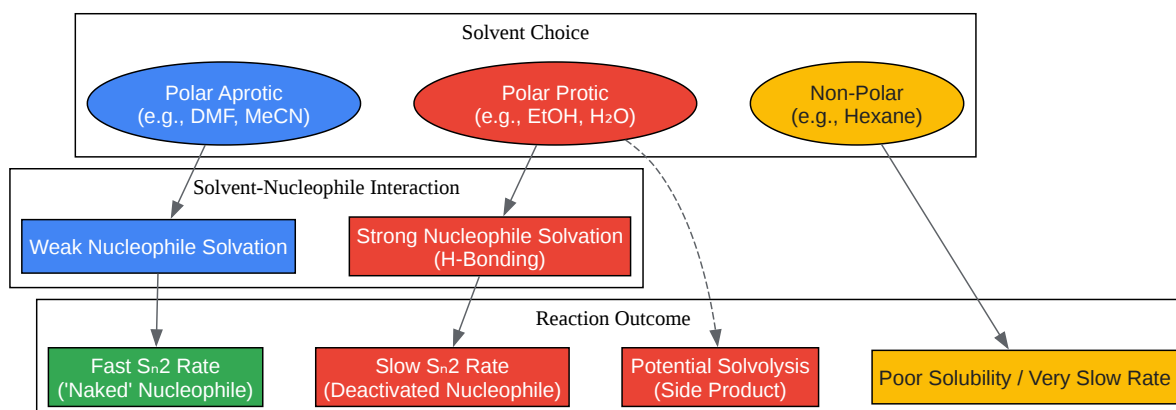 Solvent Choice
Polar Aprotic
(e.g., DMF, MeCN)
Polar Protic
(e.g., EtOH, H₂O)
Non-Polar
(e.g., Hexane)
Solvent-Nucleophile Interaction
Weak Nucleophile Solvation
Strong Nucleophile Solvation
(H-Bonding)
Reaction Outcome
Fast Sₙ2 Rate
('Naked' Nucleophile)
Slow Sₙ2 Rate
(Deactivated Nucleophile)
Potential Solvolysis
(Side Product)
Poor Solubility / Very Slow Rate